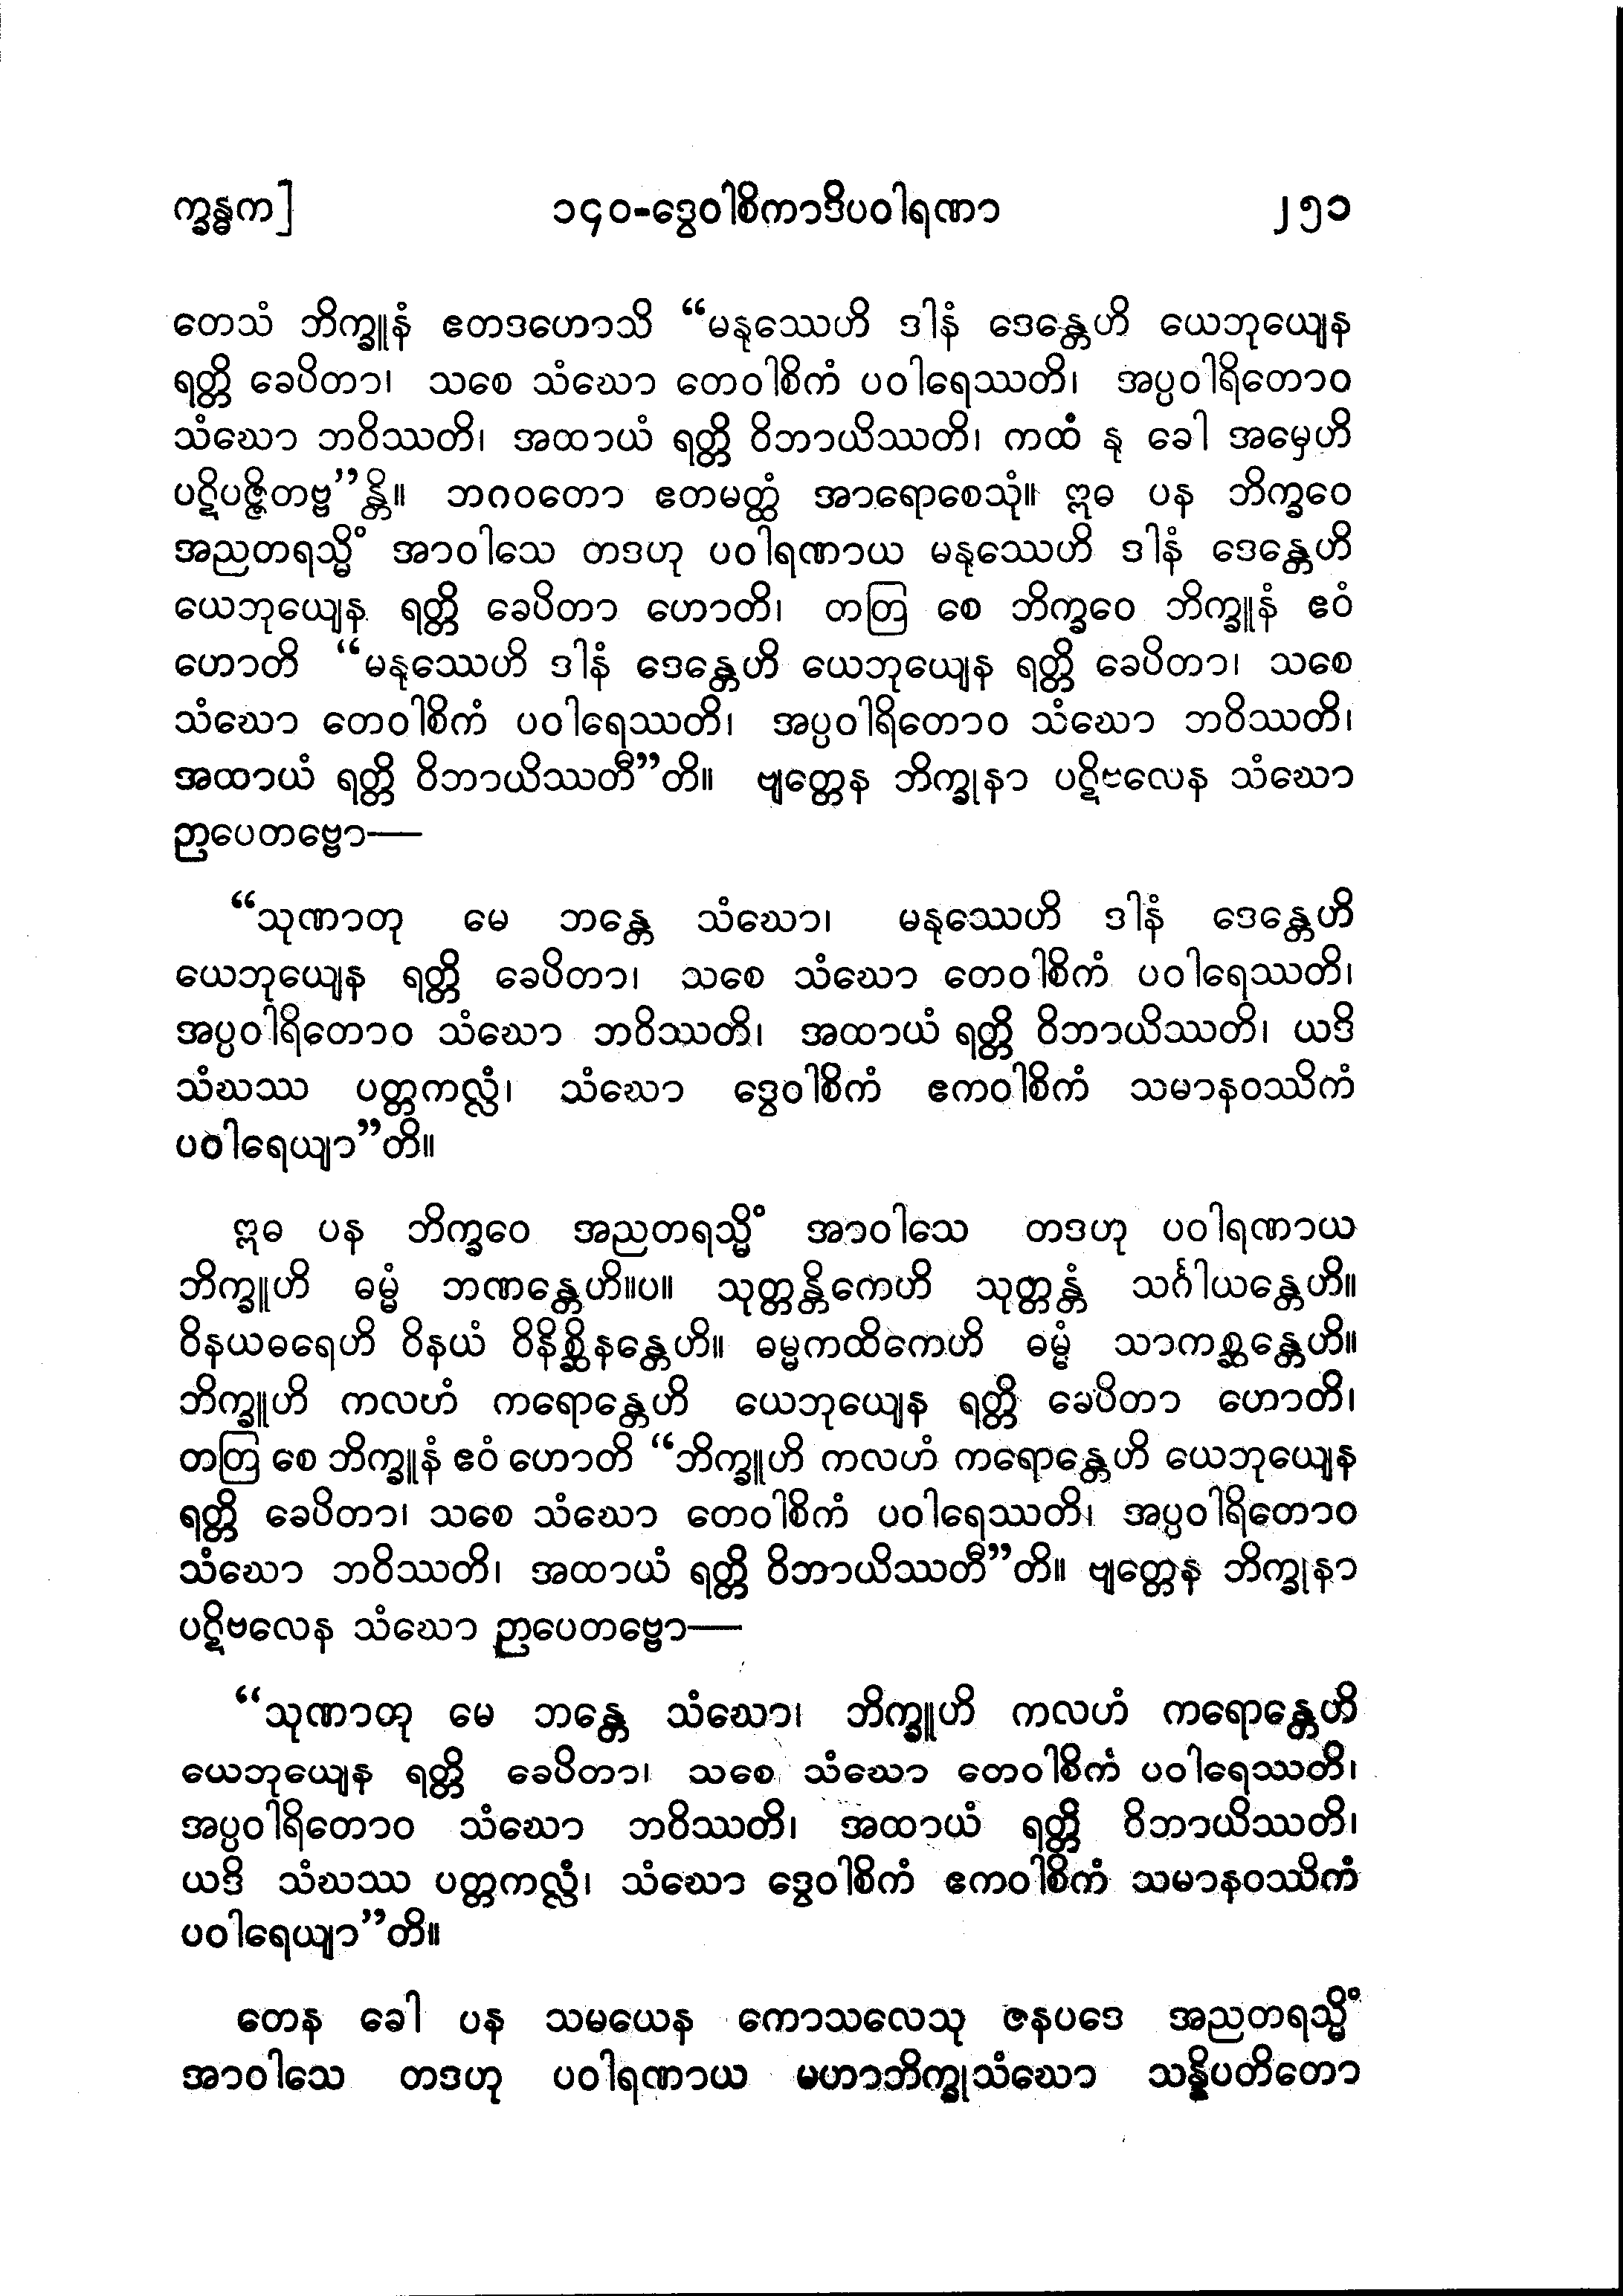 က္ခန္ဓက]
၁၄၀-ဒွေဝါစိကာဒိပဝါရဏာ
၂၅၁
တေသံ ဘိက္ခူနံ ဧတဒဟောသိ “မနုဿေဟိ ဒါနံ ဒေန္တေဟိ ယေဘုယျေန
ရတ္တိ ခေပိတာ၊ သစေ သံဃော တေဝါစိကံ ပဝါရေဿတိ၊ အပ္ပဝါရိတောဝ
သံဃော ဘဝိဿတိ၊ အထာယံ ရတ္တိ ဝိဘာယိဿတိ၊ ကထံ နု ခေါ အမှေဟိ
ပဋိပဇ္ဇိတဗ္ဗ”န္တိ။ ဘဂဝတော ဧတမတ္ထံ အာရောစေသုံ။ ဣဓ ပန ဘိက္ခဝေ
အညတရသ္မိံ အာဝါသေ တဒဟု ပဝါရဏာယ မနုဿေဟိ ဒါနံ ဒေန္တေဟိ
ယေဘုယျေန ရတ္တိ ခေပိတာ ဟောတိ၊ တတြ စေ ဘိက္ခဝေ ဘိက္ခူနံ ဧဝံ
ဟောတိ “မနုဿေဟိ ဒါနံ ဒေန္တေဟိ ယေဘုယျေန ရတ္တိ ခေပိတာ၊ သစေ
သံဃော တေဝါစိကံ ပဝါရေဿတိ၊ အပ္ပဝါရိတောဝ သံဃော ဘဝိဿတိ၊
အထာယံ ရတ္တိ ဝိဘာယိဿတီ”တိ။ ဗျတ္တေန ဘိက္ခုနာ ပဋိဗလေန သံဃော
ဉာပေတဗ္ဗော—
“သုဏာတု မေ ဘန္တေ သံဃော၊ မနုဿေဟိ ဒါနံ ဒေန္တေဟိ
ယေဘုယျေန ရတ္တိ ခေပိတာ၊ သစေ သံဃော တေဝါစိကံ ပဝါရေဿတိ၊
အပ္ပဝါရိတောဝ သံဃော ဘဝိဿတိ၊ အထာယံ ရတ္တိ ဝိဘာယိဿတိ၊ ယဒိ
သံဃဿ ပတ္တကလ္လံ၊ သံဃော ဒွေဝါစိကံ ဧကဝါစိကံ သမာနဝဿိကံ
ပဝါရေယျာ”တိ။
ဣဓ ပန ဘိက္ခဝေ အညတရသ္မိံ အာဝါသေ တဒဟု ပဝါရဏာယ
ဘိက္ခူဟိ ဓမ္မံ ဘဏန္တေဟိ။ပ။ သုတ္တန္တိကေဟိ သုတ္တန္တံ သင်္ဂါယန္တေဟိ။
ဝိနယဓရေဟိ ဝိနယံ ဝိနိစ္ဆိနန္တေဟိ။ ဓမ္မကထိကေဟိ ဓမ္မံ သာကစ္ဆန္တေဟိ။
ဘိက္ခူဟိ ကလဟံ ကရောန္တေဟိ ယေဘုယျေန ရတ္တိ ခေပိတာ ဟောတိ၊
တတြ စေ ဘိက္ခူနံ ဧဝံ ဟောတိ “ဘိက္ခူဟိ ကလဟံ ကရောန္တေဟိ ယေဘုယျေန
ရတ္တိ ခေပိတာ၊ သစေ သံဃော တေဝါစိကံ ပဝါရေဿတိ၊ အပ္ပဝါရိတောဝ
သံဃော ဘဝိဿတိ၊ အထာယံ ရတ္တိ ဝိဘာယိဿတီ”တိ။ ဗျတ္တေန ဘိက္ခုနာ
ပဋိဗလေန သံဃော ဉာပေတဗ္ဗော—
“သုဏာတု မေ ဘန္တေ သံဃော၊ ဘိက္ခူဟိ ကလဟံ ကရောန္တေဟိ
ယေဘုယျေန ရတ္တိ ခေပိတာ၊ သစေ သံဃော တေဝါစိကံ ပဝါရေဿတိ၊
အပ္ပဝါရိတောဝ သံဃော ဘဝိဿတိ၊ အထာယံ ရတ္တိ ဝိဘာယိဿတိ၊
ယဒိ သံဃဿ ပတ္တကလ္လံ၊ သံဃော ဒွေဝါစိကံ ဧကဝါစိကံ သမာနဝဿိကံ
ပဝါရေယျာ”တိ။
တေန ခေါ ပန သမယေန ကောသလေသု ဇနပဒေ အညတရသ္မိံ
အာဝါသေ တဒဟု ပဝါရဏာယ မဟာဘိက္ခုသံဃော သန္နိပတိတော